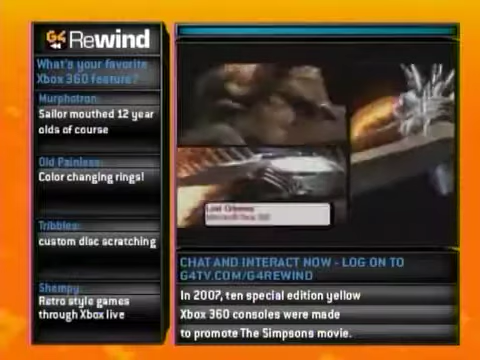 G4 Rewind
What's your favorite
Xbox 360 feature?
Murphotron:
Sailor mouthed 12 year
olds of course
Old Painless:
Color changing rings!
Tribbles:
custom disc scratching
Shempy:
Retro style games
through Xbox live
Lost Odyssey
Microsoft/Xbox 360
CHAT AND INTERACT NOW - LOG ON TO
G4TV.COM/G4REWIND
In 2007, ten special edition yellow
Xbox 360 consoles were made
to promote The Simpsons movie.